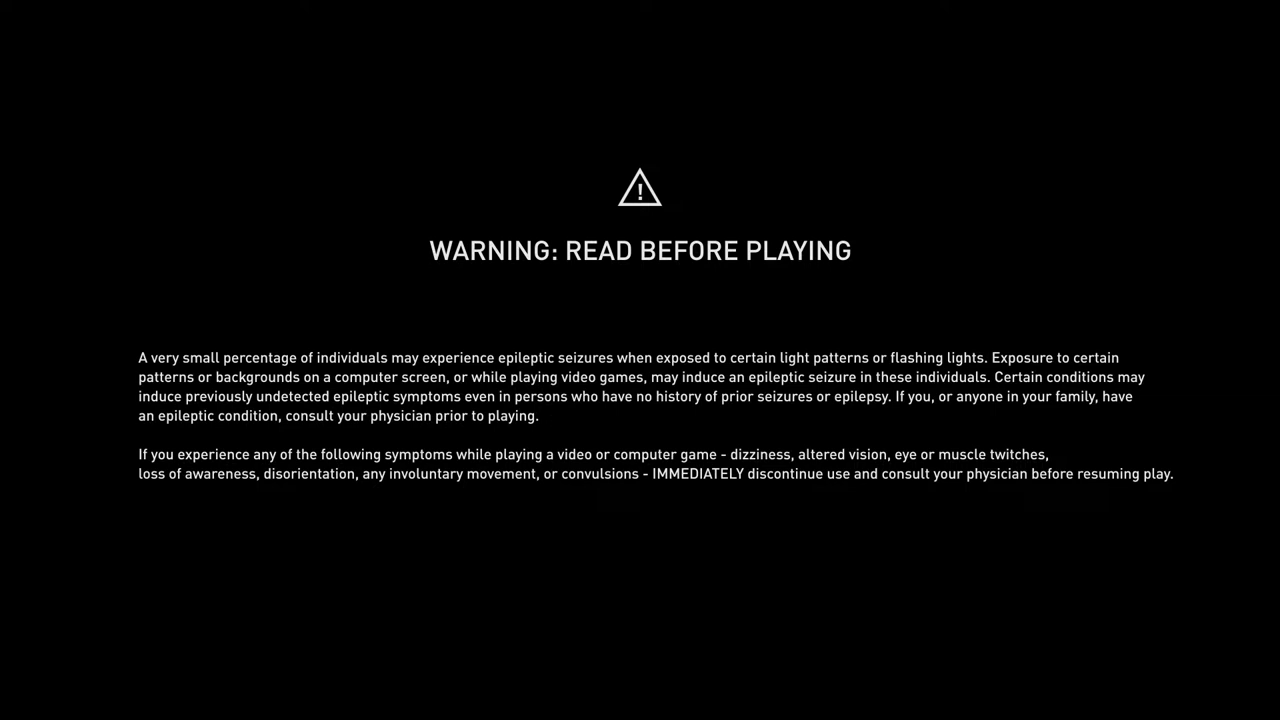 !
WARNING: READ BEFORE PLAYING
A very small percentage of individuals may experience epileptic seizures when exposed to certain light patterns or flashing lights. Exposure to certain
patterns or backgrounds on a computer screen, or while playing video games, may induce an epileptic seizure in these individuals. Certain conditions may
induce previously undetected epileptic symptoms even in persons who have no history of prior seizures or epilepsy. If you, or anyone in your family, have
an epileptic condition, consult your physician prior to playing.
If you experience any of the following symptoms while playing a video or computer game - dizziness, altered vision, eye or muscle twitches,
loss of awareness, disorientation, any involuntary movement, or convulsions - IMMEDIATELY discontinue use and consult your physician before resuming play.